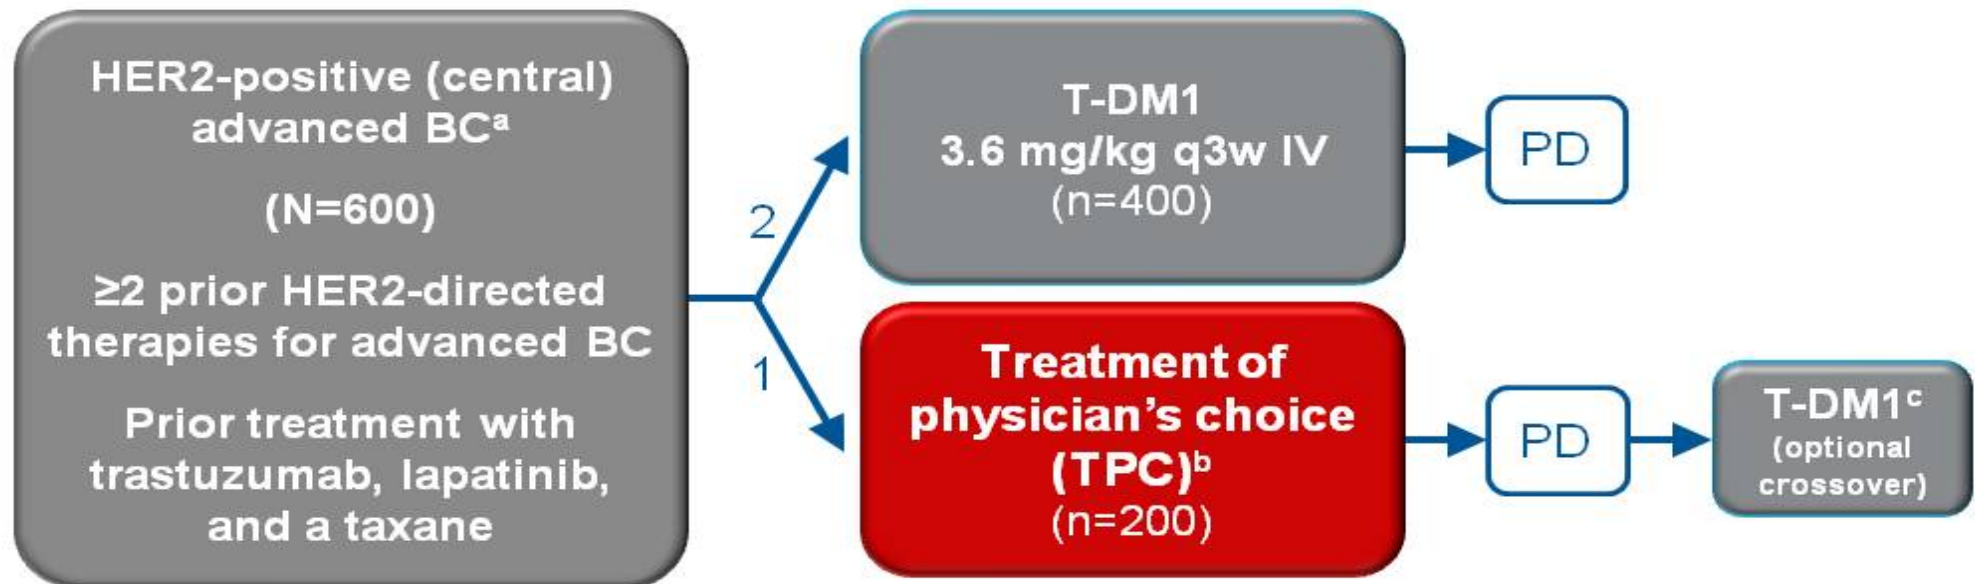 HER2-positive (central)
advanced BCᵃ
(N=600)
≥2 prior HER2-directed
therapies for advanced BC
Prior treatment with
trastuzumab, lapatinib,
and a taxane
2
1
T-DM1
3.6 mg/kg q3w IV
(n=400)
PD
Treatment of
physician’s choice
(TPC)ᵇ
(n=200)
PD
T-DM1ᶜ
(optional
crossover)